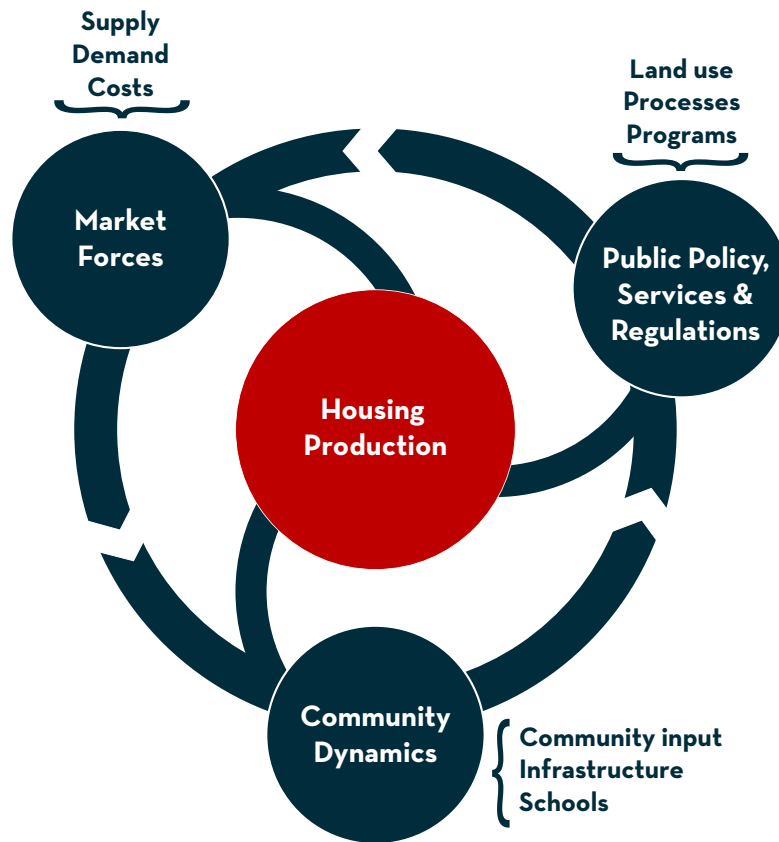 Supply
Demand
Costs
Land use
Processes
Programs
Market
Forces
Public Policy,
Services &
Regulations
Housing
Production
Community
Dynamics
Community input
Infrastructure
Schools